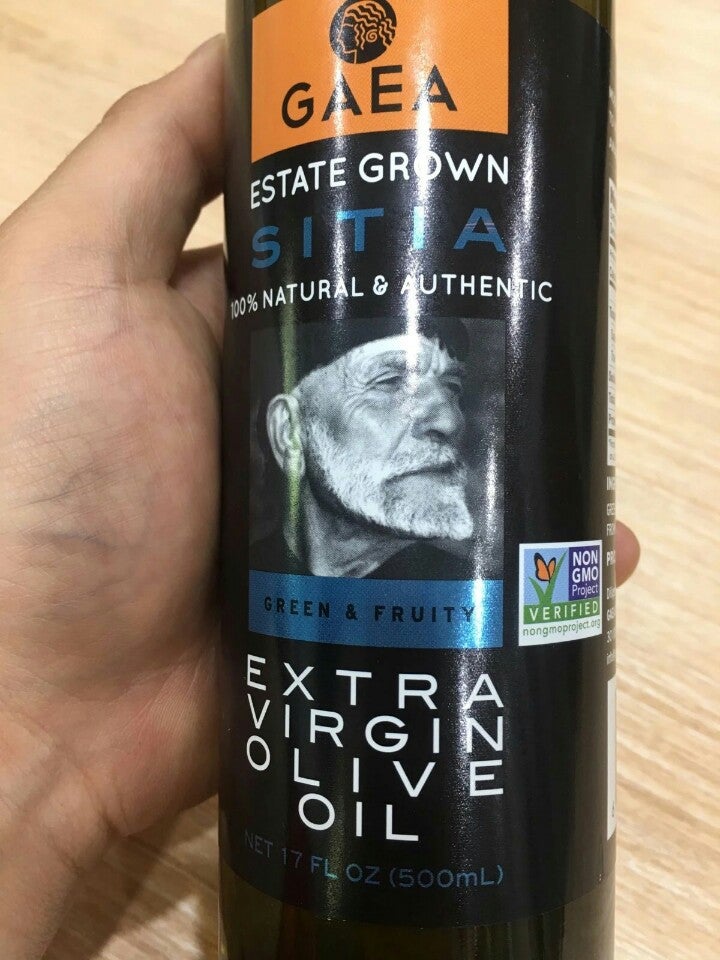 GAEA
ESTATE GROWN
SITIA
100% NATURAL & AUTHENTIC
GREEN & FRUITY
NON
GMO
Project
VERIFIED
nongmoproject.org
EXTRA
VIRGIN
OLIVE
OIL
NET 17 FL OZ (500mL)